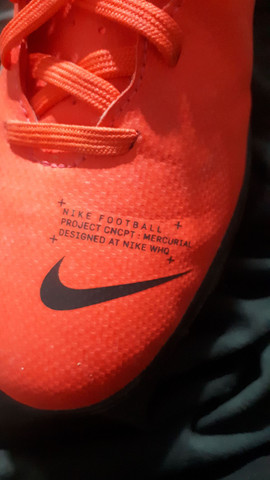 NIKE FOOTBALL
PROJECT CNCPT : MERCURIAL
DESIGNED AT NIKE WHQ